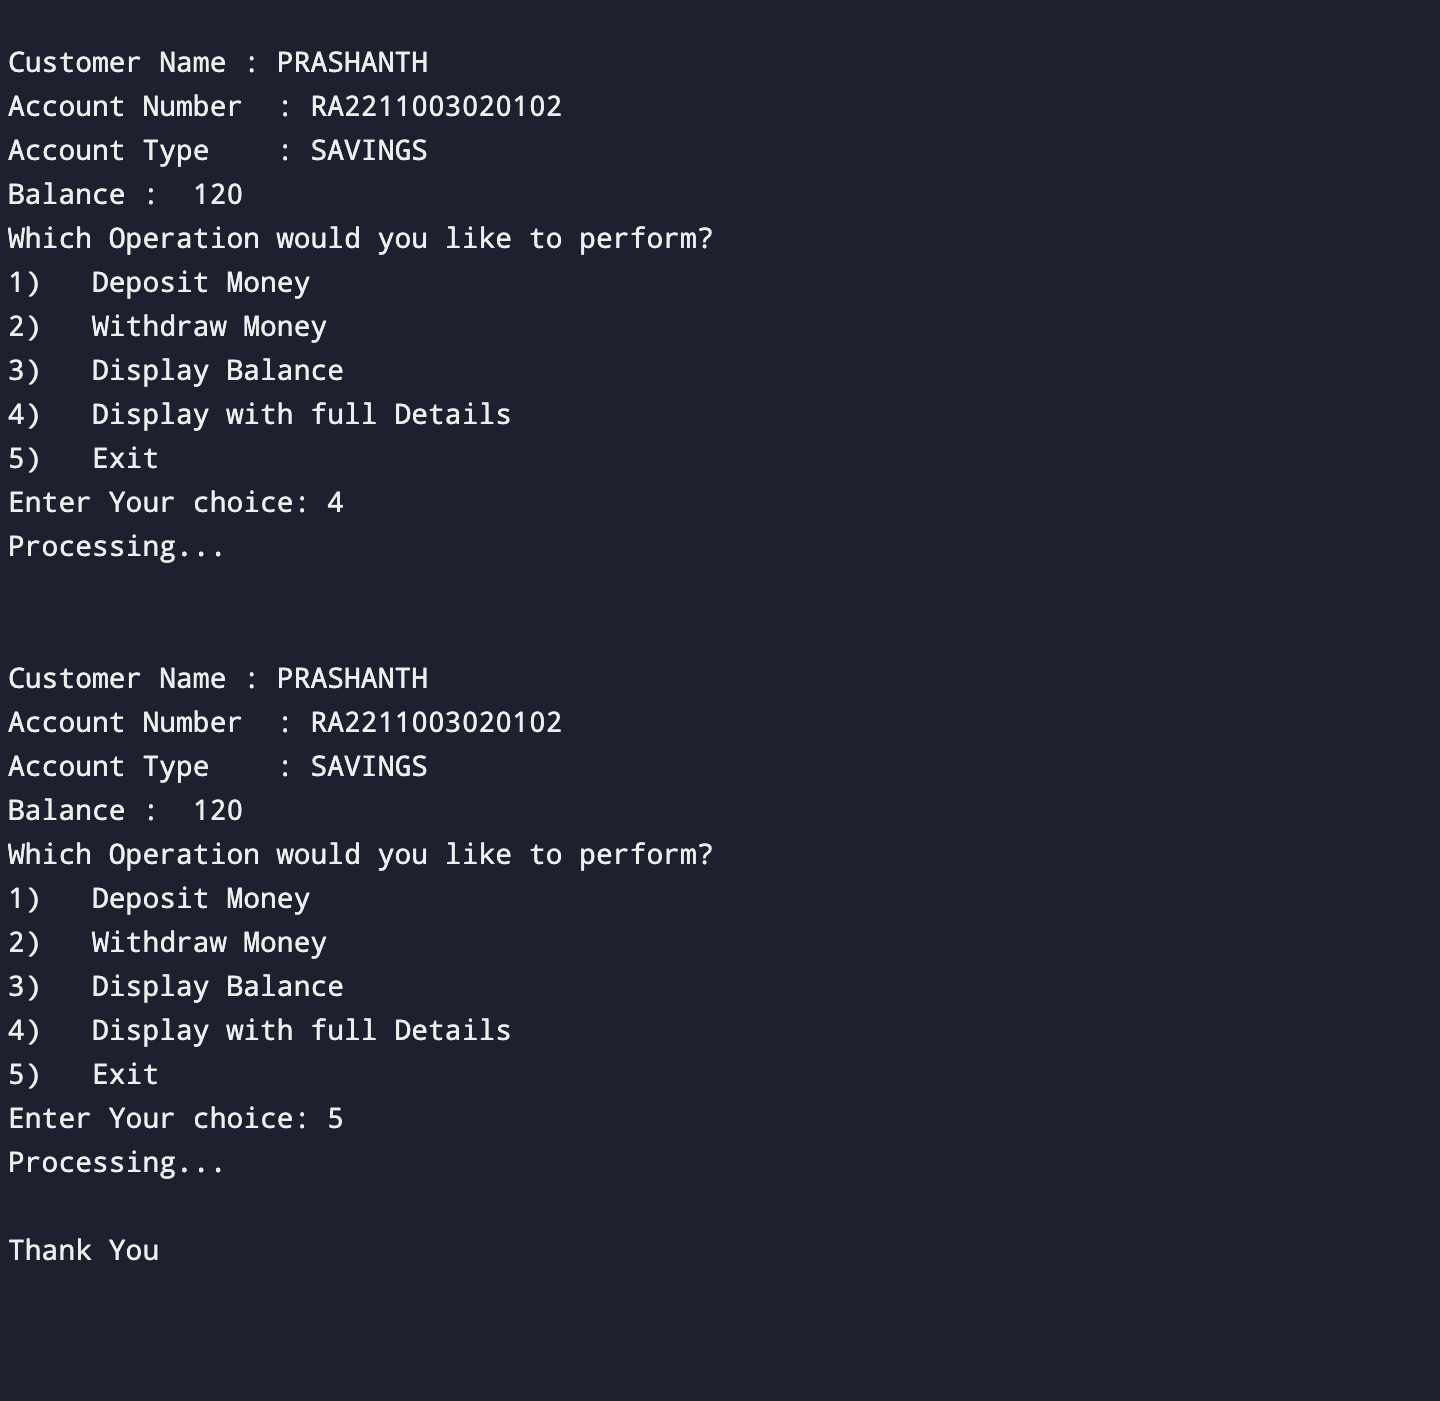 Customer Name : PRASHANTH
Account Number  : RA2211003020102
Account Type    : SAVINGS
Balance :  120
Which Operation would you like to perform?
1)   Deposit Money
2)   Withdraw Money
3)   Display Balance
4)   Display with full Details
5)   Exit
Enter Your choice: 4
Processing...
Customer Name : PRASHANTH
Account Number  : RA2211003020102
Account Type    : SAVINGS
Balance :  120
Which Operation would you like to perform?
1)   Deposit Money
2)   Withdraw Money
3)   Display Balance
4)   Display with full Details
5)   Exit
Enter Your choice: 5
Processing...
Thank You